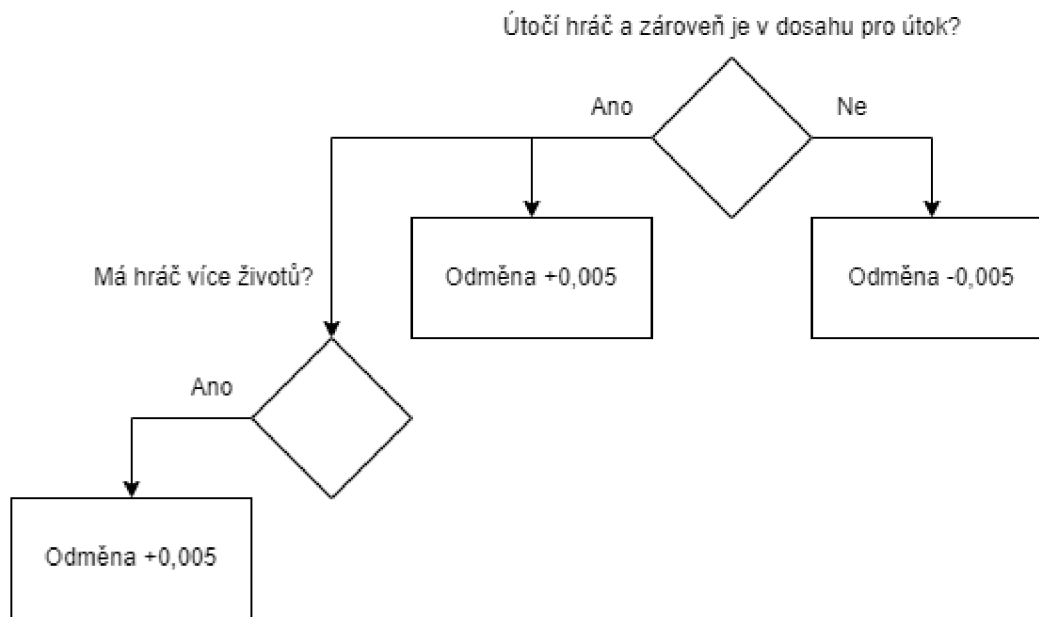 Útočí hráč a zároveň je v dosahu pro útok?
Ano
Ne
Odměna +0,005
Odměna -0,005
Má hráč více životů?
Ano
Odměna +0,005